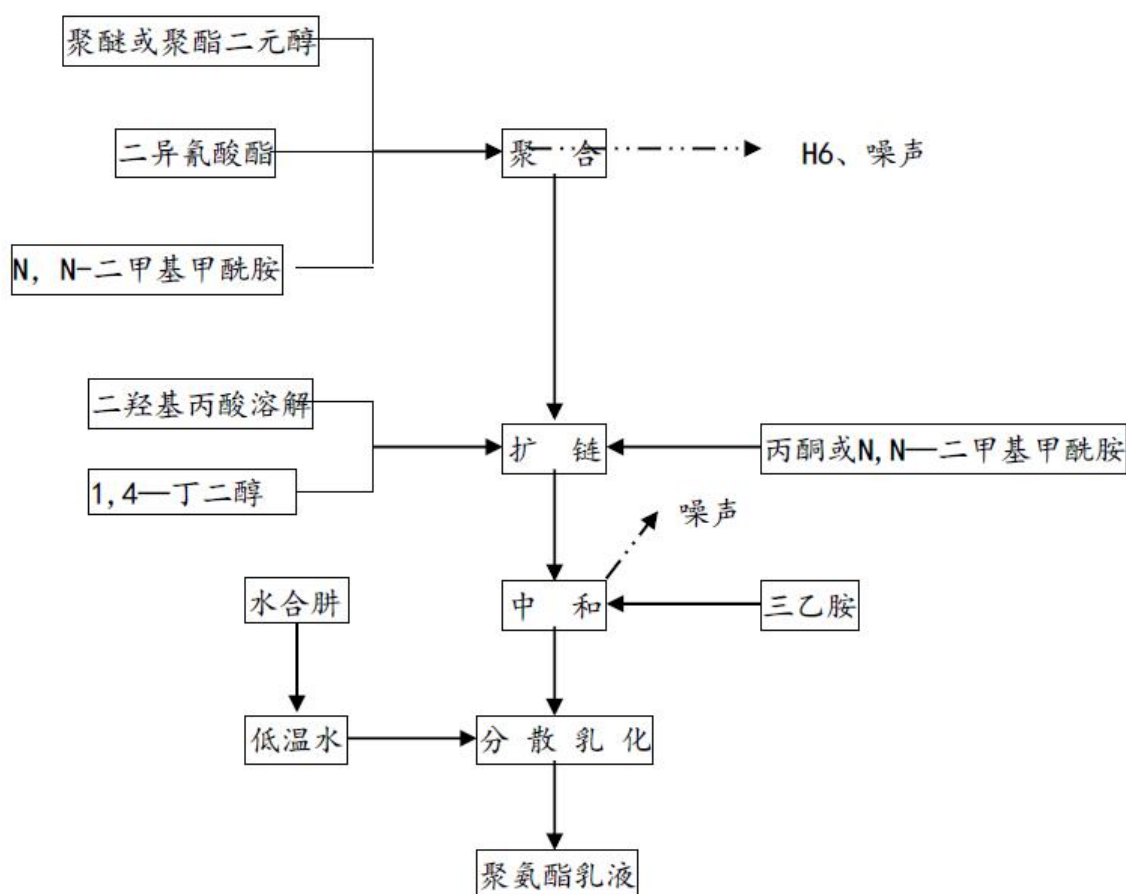 聚醚或聚酯二元醇
二异氰酸酯
聚 合
H6、噪声
N, N-二甲基甲酰胺
二羟基丙酸溶解
扩 链
丙酮或N,N—二甲基甲酰胺
1,4—丁二醇
噪声
水合肼
中 和
三乙胺
低温水
分 散 乳 化
聚氨酯乳液